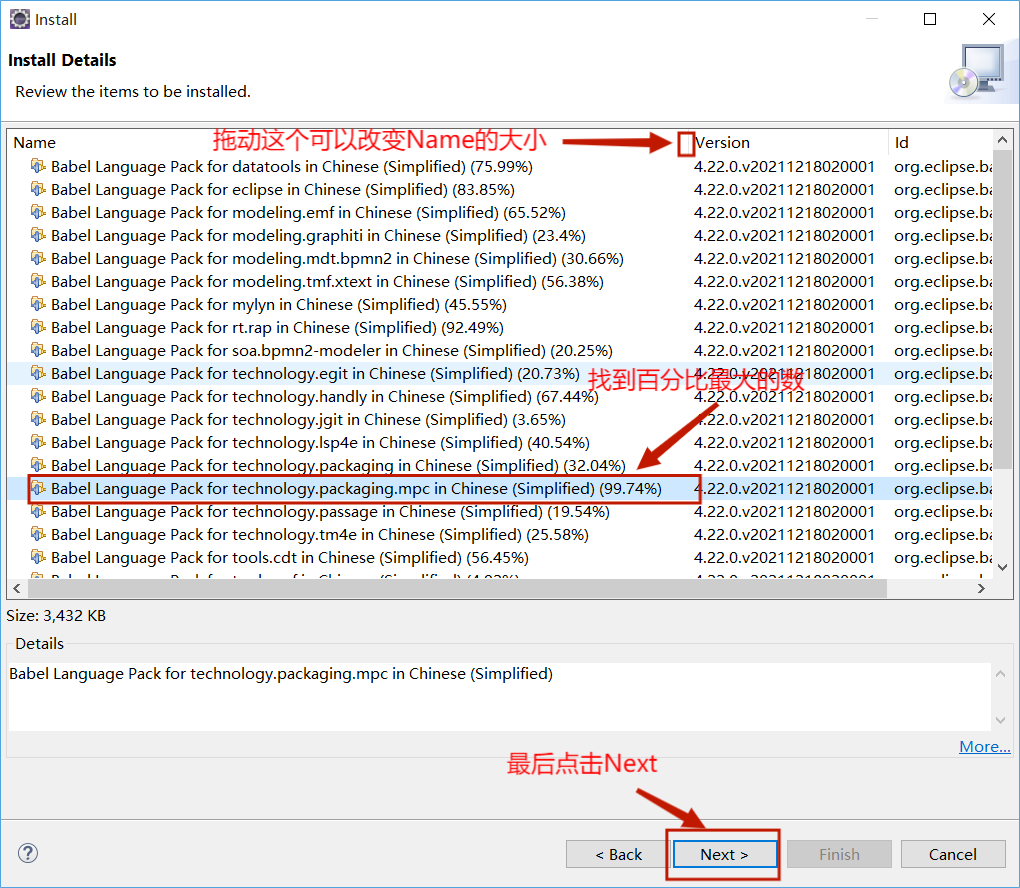 Install
Install Details
Review the items to be installed.
Name 拖动这个可以改变Name的大小 Version Id
Babel Language Pack for datatools in Chinese (Simplified) (75.99%) 4.22.0.v20211218020001 org.eclipse.ba
Babel Language Pack for eclipse in Chinese (Simplified) (83.85%) 4.22.0.v20211218020001 org.eclipse.ba
Babel Language Pack for modeling.emf in Chinese (Simplified) (65.52%) 4.22.0.v20211218020001 org.eclipse.ba
Babel Language Pack for modeling.graphiti in Chinese (Simplified) (23.4%) 4.22.0.v20211218020001 org.eclipse.ba
Babel Language Pack for modeling.mdt.bpmn2 in Chinese (Simplified) (30.66%) 4.22.0.v20211218020001 org.eclipse.ba
Babel Language Pack for modeling.tmf.xtext in Chinese (Simplified) (56.38%) 4.22.0.v20211218020001 org.eclipse.ba
Babel Language Pack for mylyn in Chinese (Simplified) (45.55%) 4.22.0.v20211218020001 org.eclipse.ba
Babel Language Pack for rt.rap in Chinese (Simplified) (92.49%) 4.22.0.v20211218020001 org.eclipse.ba
Babel Language Pack for soa.bpmn2-modeler in Chinese (Simplified) (20.25%) 4.22.0.v20211218020001 org.eclipse.ba
Babel Language Pack for technology.egit in Chinese (Simplified) (20.73%) 4.22.0.v20211218020001 org.eclipse.ba
找到百分比最大的数
Babel Language Pack for technology.handly in Chinese (Simplified) (67.44%) 4.22.0.v20211218020001 org.eclipse.ba
Babel Language Pack for technology.jgit in Chinese (Simplified) (3.65%) 4.22.0.v20211218020001 org.eclipse.ba
Babel Language Pack for technology.lsp4e in Chinese (Simplified) (40.54%) 4.22.0.v20211218020001 org.eclipse.ba
Babel Language Pack for technology.packaging in Chinese (Simplified) (32.04%) 4.22.0.v20211218020001 org.eclipse.ba
Babel Language Pack for technology.packaging.mpc in Chinese (Simplified) (99.74%) 4.22.0.v20211218020001 org.eclipse.ba
Babel Language Pack for technology.passage in Chinese (Simplified) (19.54%) 4.22.0.v20211218020001 org.eclipse.ba
Babel Language Pack for technology.tm4e in Chinese (Simplified) (25.58%) 4.22.0.v20211218020001 org.eclipse.ba
Babel Language Pack for tools.cdt in Chinese (Simplified) (56.45%) 4.22.0.v20211218020001 org.eclipse.ba
Size: 3,432 KB
Details
Babel Language Pack for technology.packaging.mpc in Chinese (Simplified)
More...
最后点击Next
< Back Next > Finish Cancel